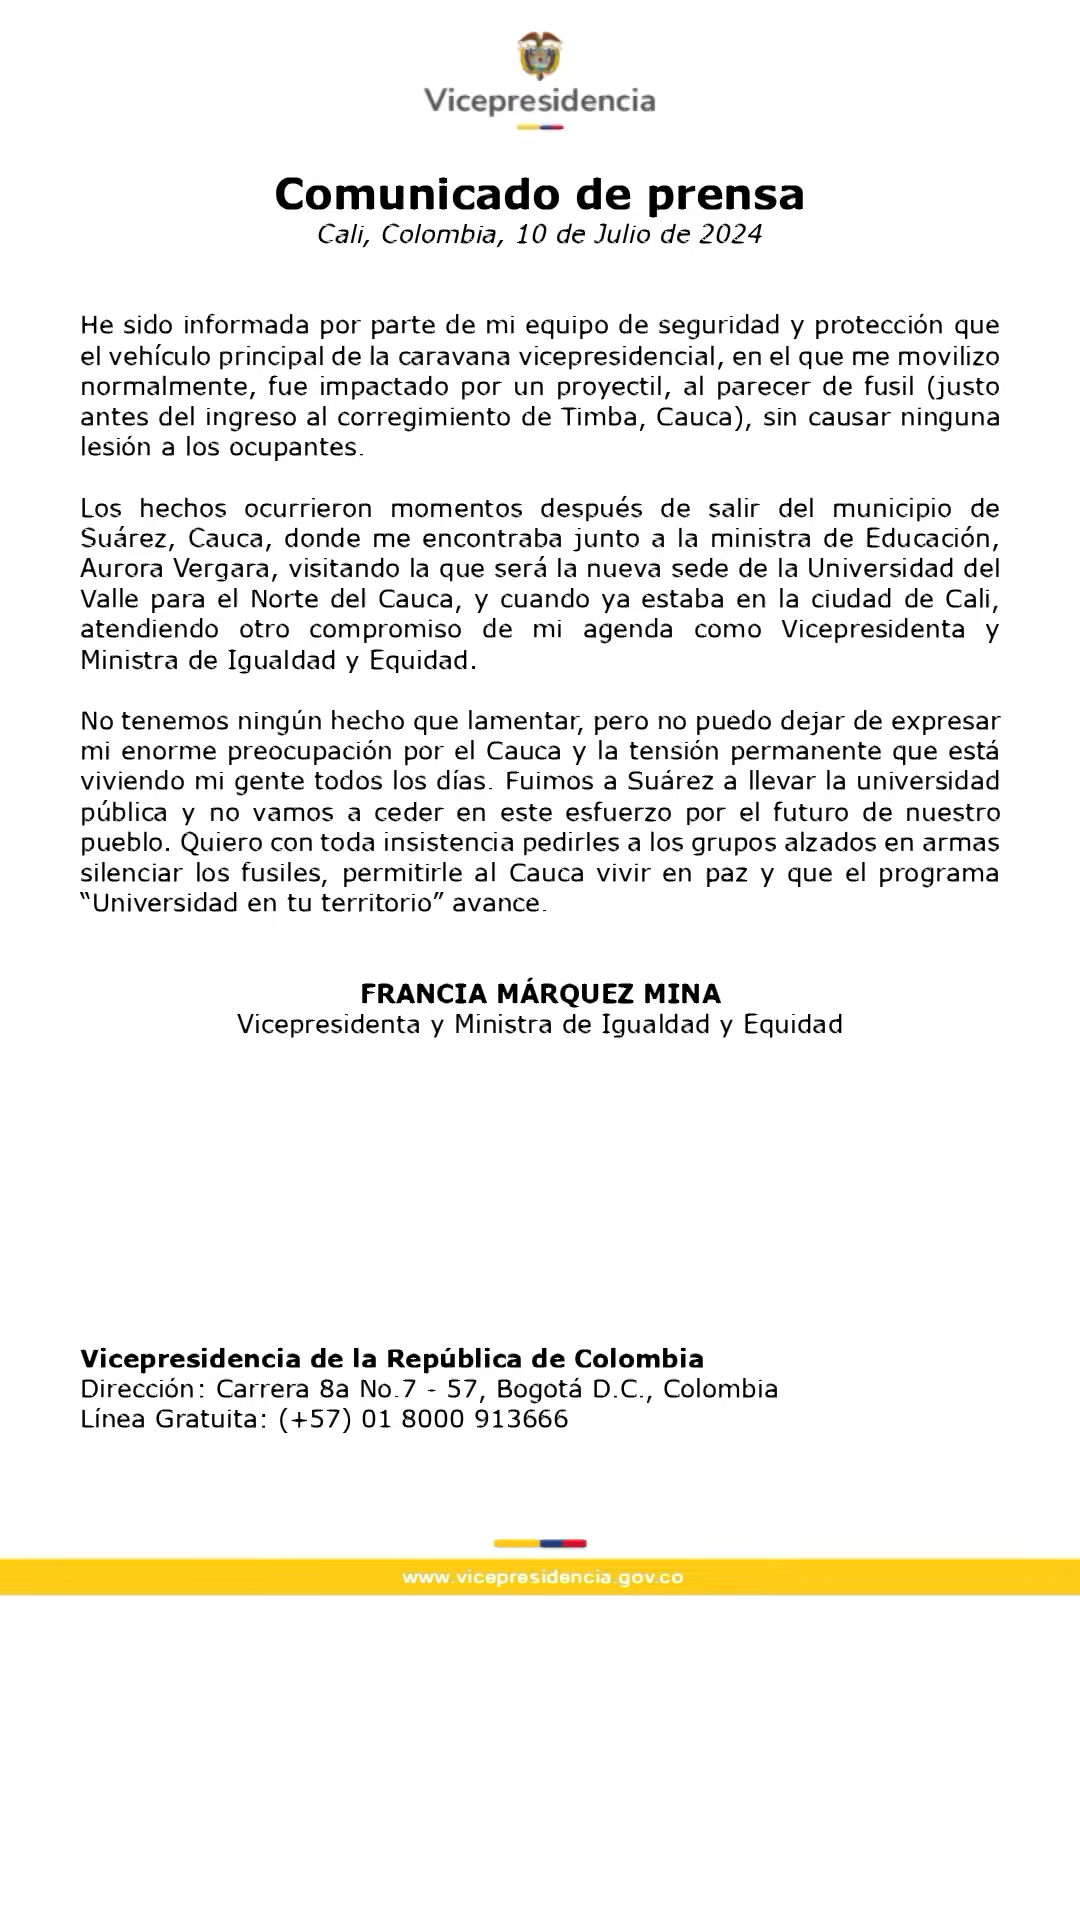 Vicepresidencia
Comunicado de prensa
Cali, Colombia, 10 de Julio de 2024
He sido informada por parte de mi equipo de seguridad y protección que
el vehículo principal de la caravana vicepresidencial, en el que me movilizo
normalmente, fue impactado por un proyectil, al parecer de fusil (justo
antes del ingreso al corregimiento de Timba, Cauca), sin causar ninguna
lesión a los ocupantes.
Los hechos ocurrieron momentos después de salir del municipio de
Suárez, Cauca, donde me encontraba junto a la ministra de Educación,
Aurora Vergara, visitando la que será la nueva sede de la Universidad del
Valle para el Norte del Cauca, y cuando ya estaba en la ciudad de Cali,
atendiendo otro compromiso de mi agenda como Vicepresidenta y
Ministra de Igualdad y Equidad.
No tenemos ningún hecho que lamentar, pero no puedo dejar de expresar
mi enorme preocupación por el Cauca y la tensión permanente que está
viviendo mi gente todos los días. Fuimos a Suárez a llevar la universidad
pública y no vamos a ceder en este esfuerzo por el futuro de nuestro
pueblo. Quiero con toda insistencia pedirles a los grupos alzados en armas
silenciar los fusiles, permitirle al Cauca vivir en paz y que el programa
“Universidad en tu territorio” avance.
FRANCIA MÁRQUEZ MINA
Vicepresidenta y Ministra de Igualdad y Equidad
Vicepresidencia de la República de Colombia
Dirección: Carrera 8a No.7 - 57, Bogotá D.C., Colombia
Línea Gratuita: (+57) 01 8000 913666
www.vicepresidencia.gov.co